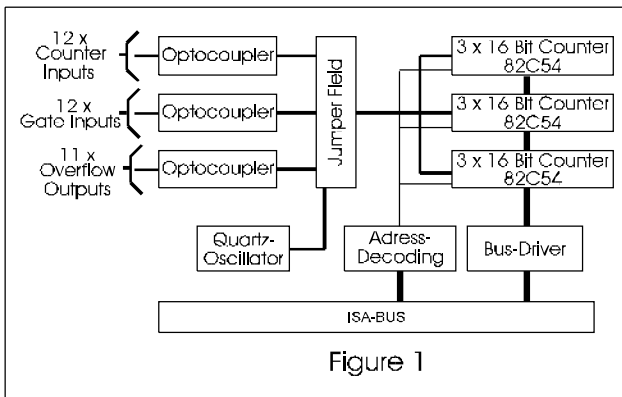 12 x
Counter
Inputs
Optocoupler
Jumper Field
3 x 16 Bit Counter
82C54
12 x
Gate Inputs
Optocoupler
3 x 16 Bit Counter
82C54
11 x
Overflow
Outputs
Optocoupler
3 x 16 Bit Counter
82C54
Quartz-
Oscillator
Adress-
Decoding
Bus-Driver
ISA-BUS
Figure 1